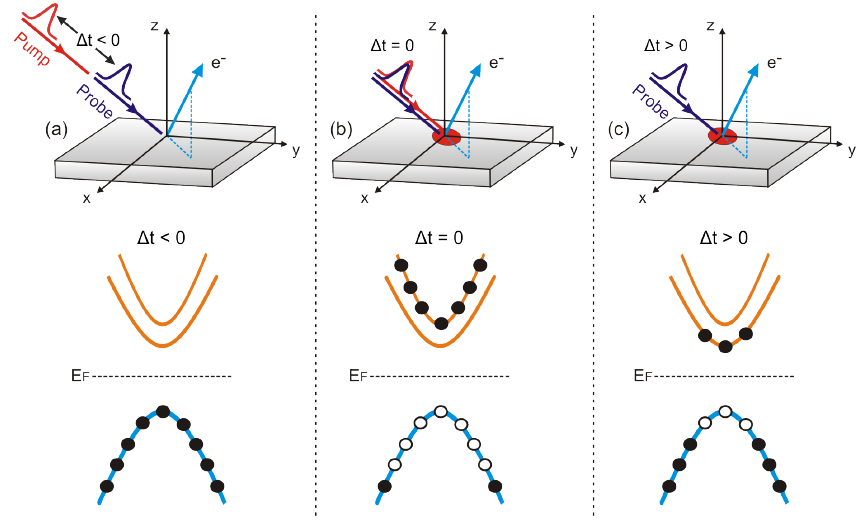 Δt < 0
Pump
Probe
z
e⁻
(a)
y
x
Δt = 0
z
e⁻
(b)
y
x
Δt > 0
Probe
z
e⁻
(c)
y
x
Δt < 0
Δt = 0
Δt > 0
EF
EF
EF